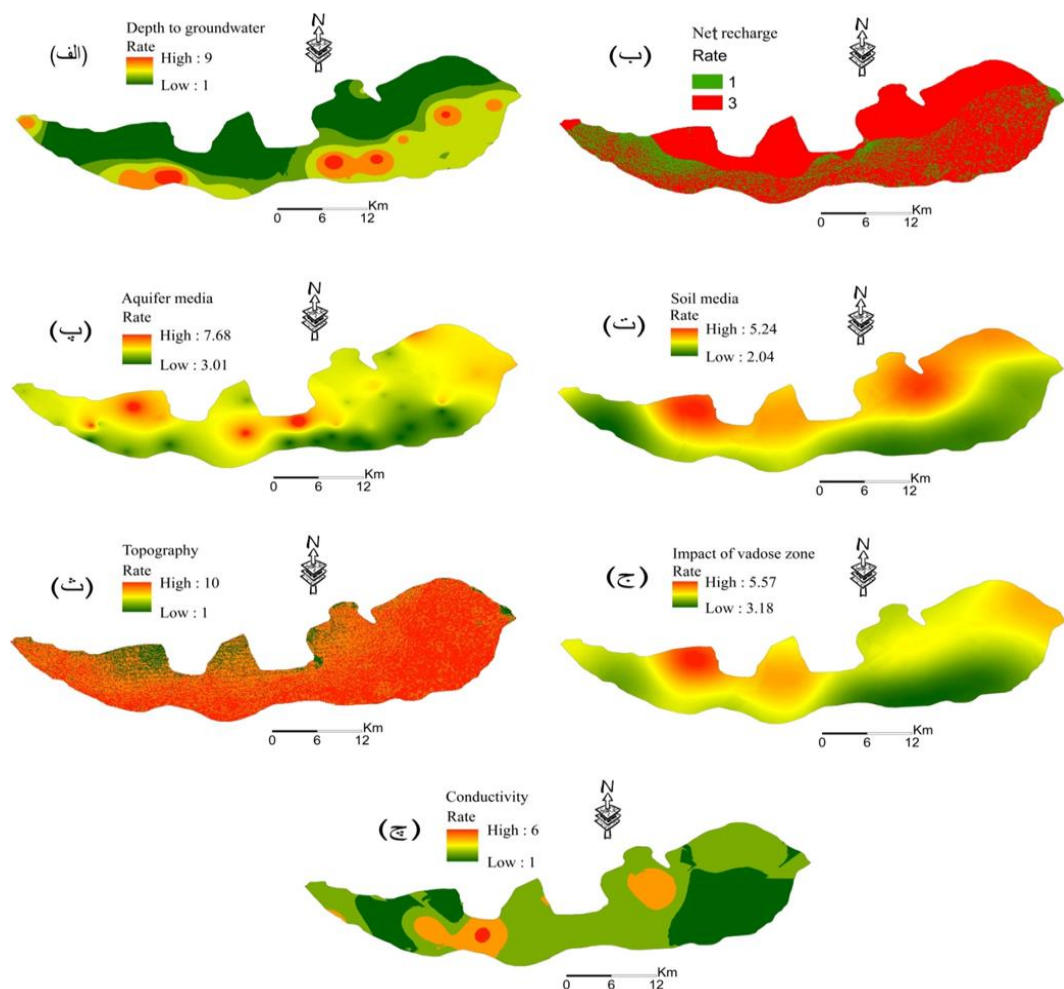 (الف)
Depth to groundwater
Rate
High : 9
Low : 1
N
Km
0 6 12
(ب)
Net recharge
Rate
1
3
N
Km
0 6 12
(پ)
Aquifer media
Rate
High : 7.68
Low : 3.01
N
Km
0 6 12
(ت)
Soil media
Rate
High : 5.24
Low : 2.04
N
Km
0 6 12
(ث)
Topography
Rate
High : 10
Low : 1
N
Km
0 6 12
(ج)
Impact of vadose zone
Rate
High : 5.57
Low : 3.18
N
Km
0 6 12
(چ)
Conductivity
Rate
High : 6
Low : 1
N
Km
0 6 12